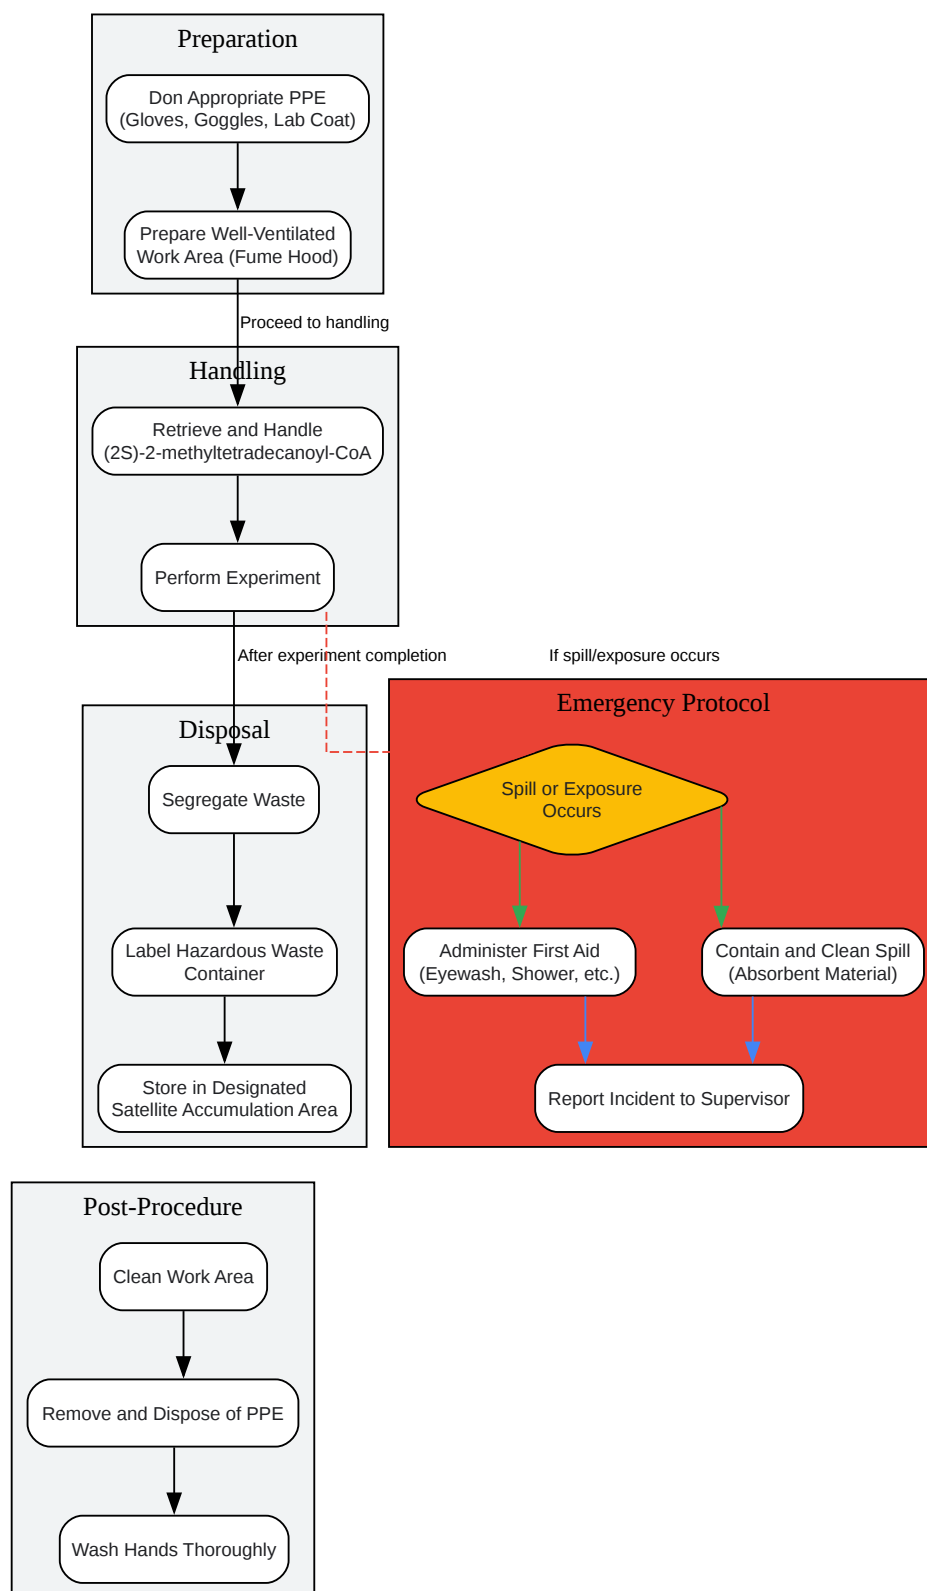 Preparation
Don Appropriate PPE
(Gloves, Goggles, Lab Coat)
Prepare Well-Ventilated
Work Area (Fume Hood)
Proceed to handling
Handling
Retrieve and Handle
(2S)-2-methyltetradecanoyl-CoA
Perform Experiment
After experiment completion
If spill/exposure occurs
Disposal
Segregate Waste
Label Hazardous Waste
Container
Store in Designated
Satellite Accumulation Area
Emergency Protocol
Spill or Exposure
Occurs
Administer First Aid
(Eyewash, Shower, etc.)
Contain and Clean Spill
(Absorbent Material)
Report Incident to Supervisor
Post-Procedure
Clean Work Area
Remove and Dispose of PPE
Wash Hands Thoroughly